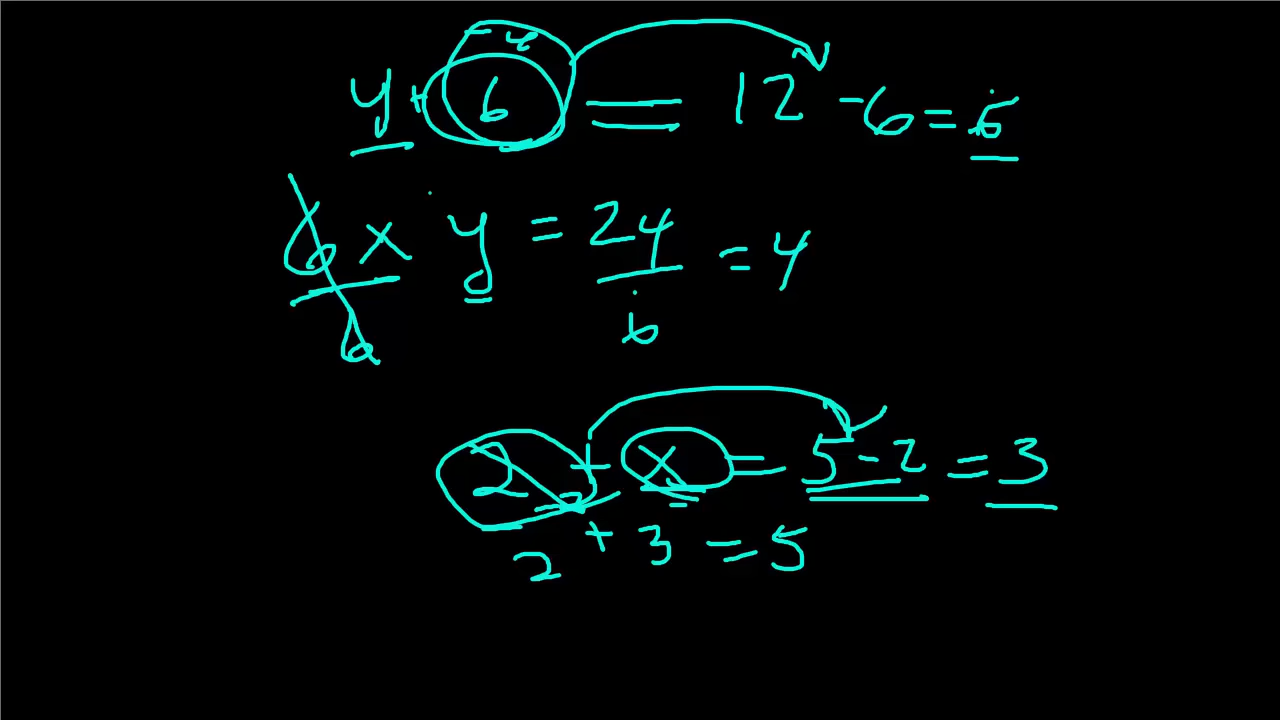 y + 6 = 12 - 6 = 6
6 x y = 24 = 4
6 6
2 + x = 5 - 2 = 3
2 + 3 = 5